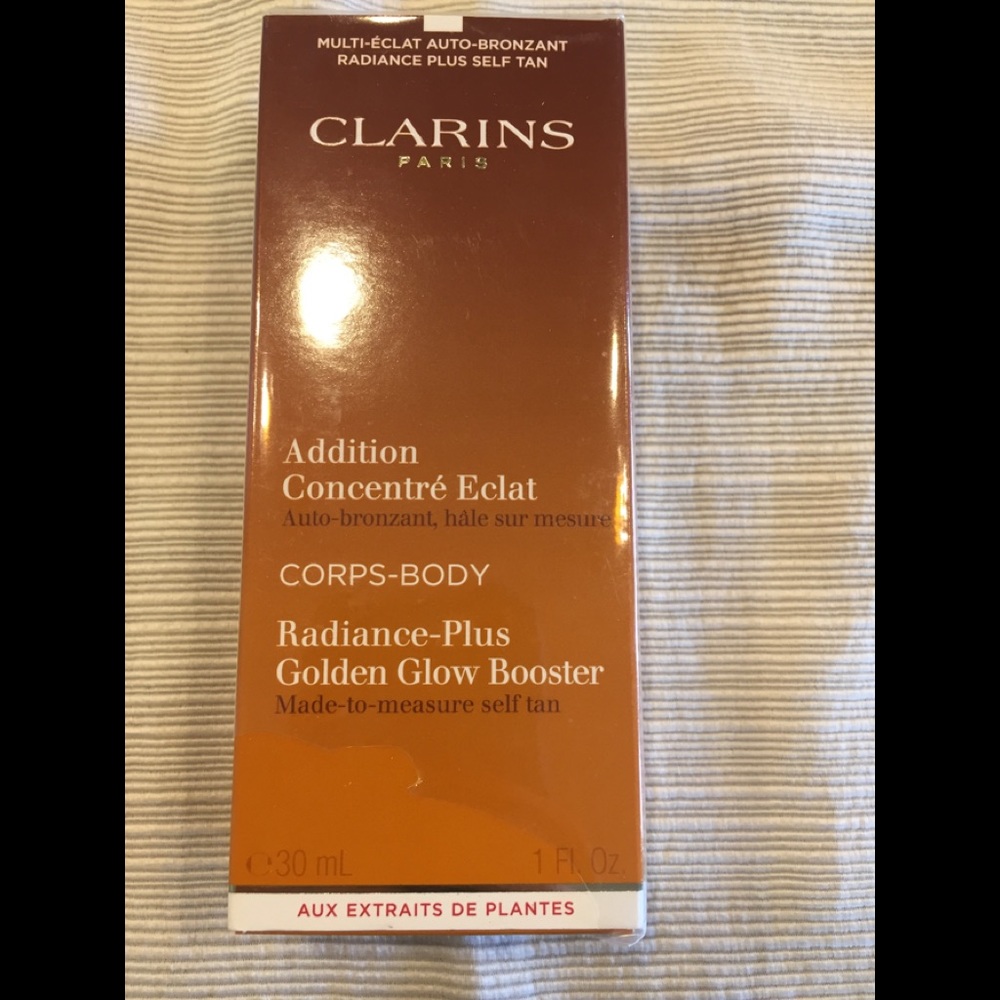 MULTI-ÉCLAT AUTO-BRONZANT
RADIANCE PLUS SELF TAN
CLARINS
PARIS
Addition
Concentré Eclat
Auto-bronzant, hâle sur mesure
CORPS-BODY
Radiance-Plus
Golden Glow Booster
Made-to-measure self tan
℮30 mL 1 Fl. Oz.
AUX EXTRAITS DE PLANTES